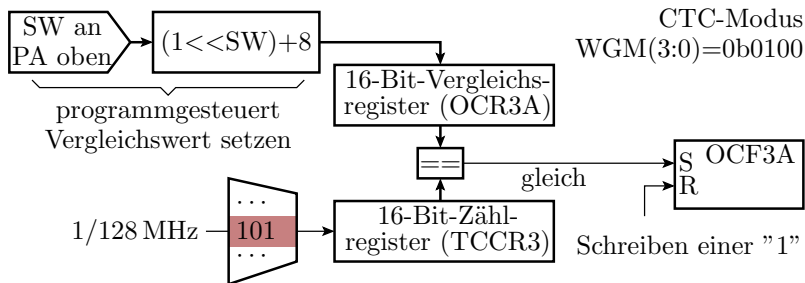 SW an
PA oben
(1<<SW)+8
CTC-Modus
WGM(3:0)=0b0100
programmgesteuert
Vergleichswert setzen
16-Bit-Vergleichs-
register (OCR3A)
==
gleich
S
R
OCF3A
Schreiben einer "1"
1/128 MHz
···
101
···
16-Bit-Zähl-
register (TCCR3)